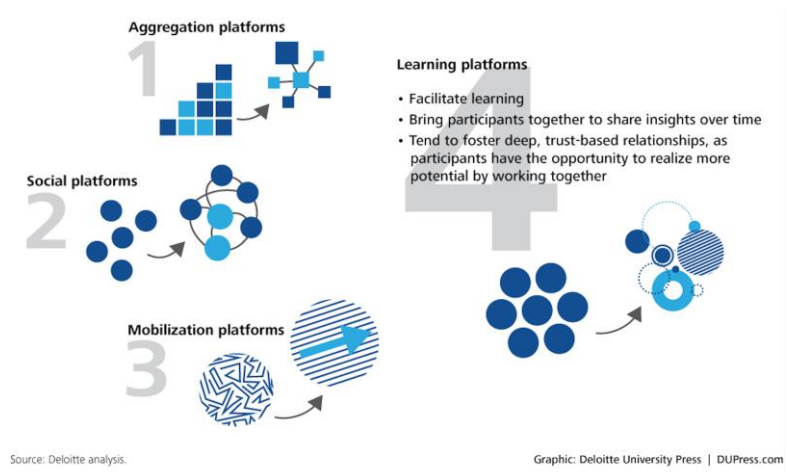 Aggregation platforms
1
Social platforms
2
Mobilization platforms
3
Learning platforms
4
• Facilitate learning
• Bring participants together to share insights over time
• Tend to foster deep, trust-based relationships, as
participants have the opportunity to realize more
potential by working together
Source: Deloitte analysis.
Graphic: Deloitte University Press | DUPress.com